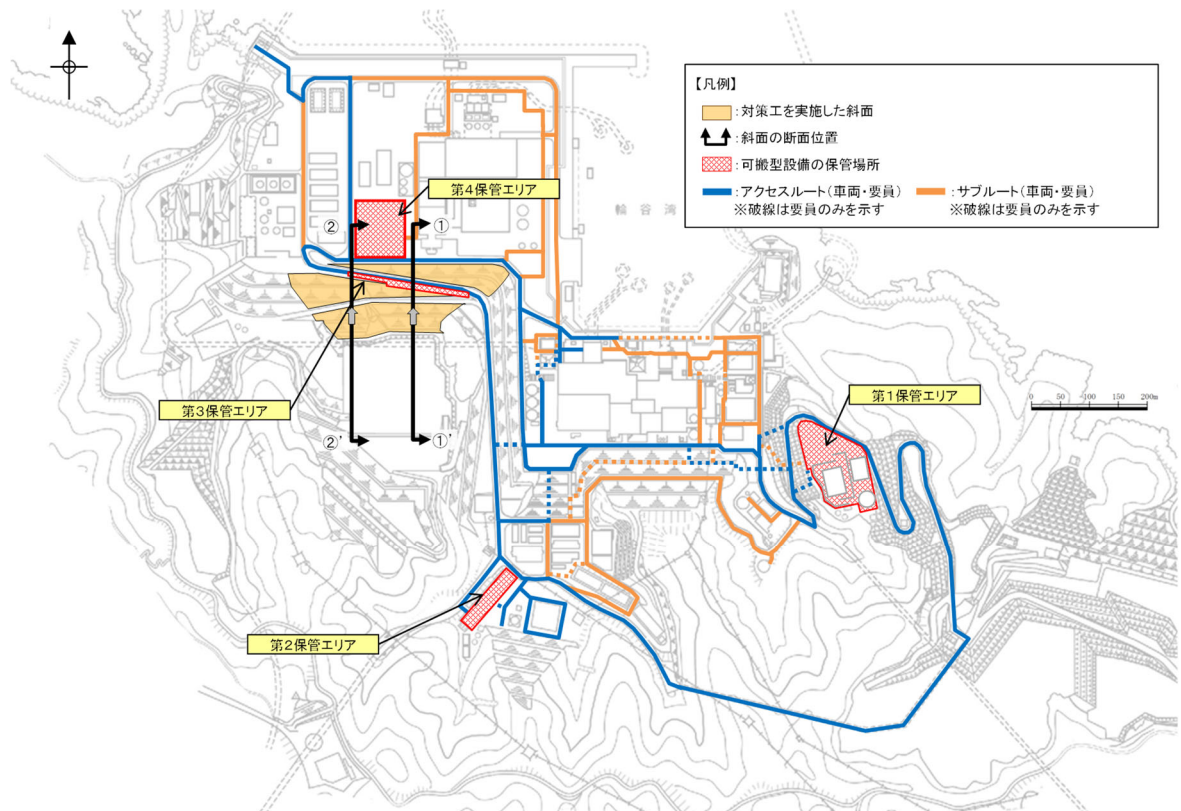 【凡例】
:対策工を実施した斜面
:斜面の断面位置
:可搬型設備の保管場所
:アクセスルート(車両・要員)
※破線は要員のみを示す
:サブルート(車両・要員)
※破線は要員のみを示す
第4保管エリア
②
①
輪谷湾
第3保管エリア
②'
①'
第1保管エリア
0 50 100 150 200m
第2保管エリア